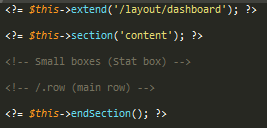 <?= $this->extend('/layout/dashboard'); ?>
<?= $this->section('content'); ?>
<!-- Small boxes (Stat box) -->
<!-- /.row (main row) -->
<?= $this->endSection(); ?>